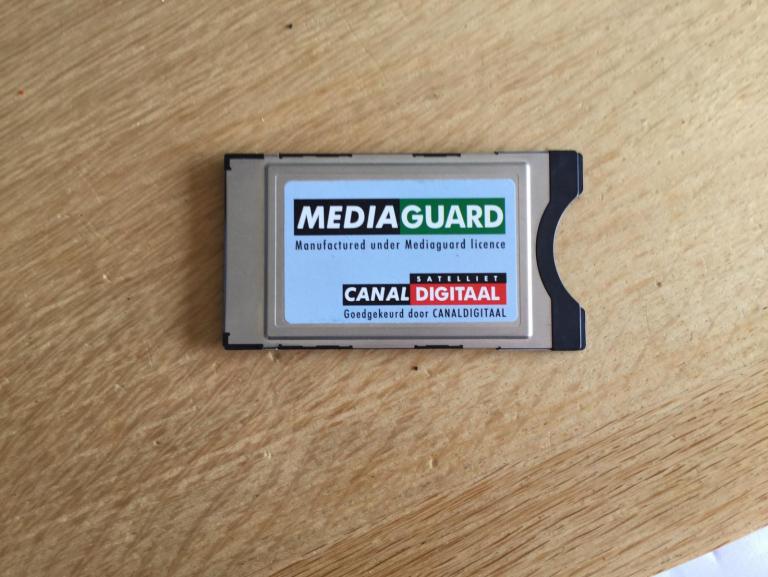 MEDIAGUARD
Manufactured under Mediaguard licence
SATELLIET
CANAL DIGITAAL
Goedgekeurd door CANALDIGITAAL